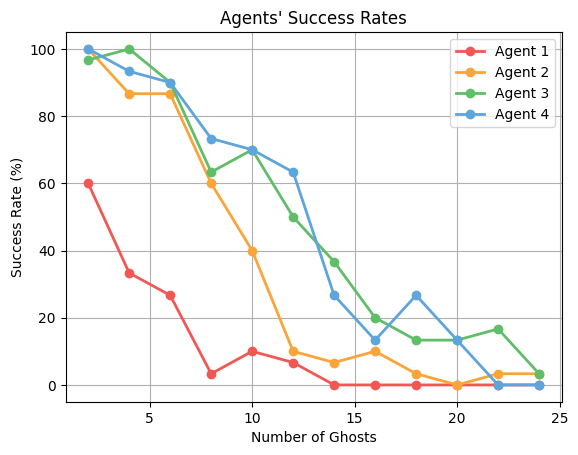 Agents' Success Rates
Agent 1
Agent 2
Agent 3
Agent 4
Success Rate (%)
100
80
60
40
20
0
5
10
15
20
25
Number of Ghosts